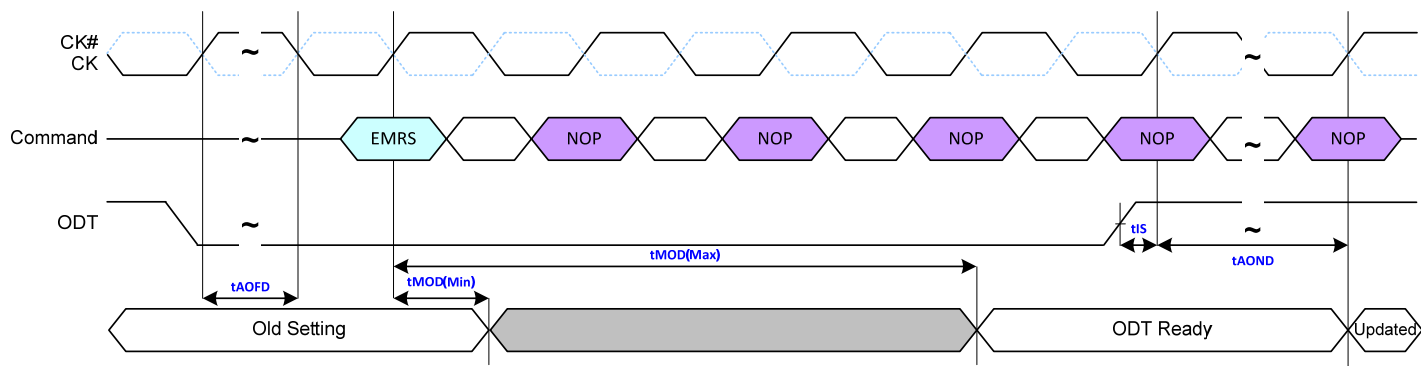 CK#
CK
~
~
Command
~
EMRS
NOP
NOP
NOP
NOP
~
NOP
ODT
~
tIS
~
tMOD(Max)
tAOND
tAOFD
tMOD(Min)
Old Setting
ODT Ready
Updated